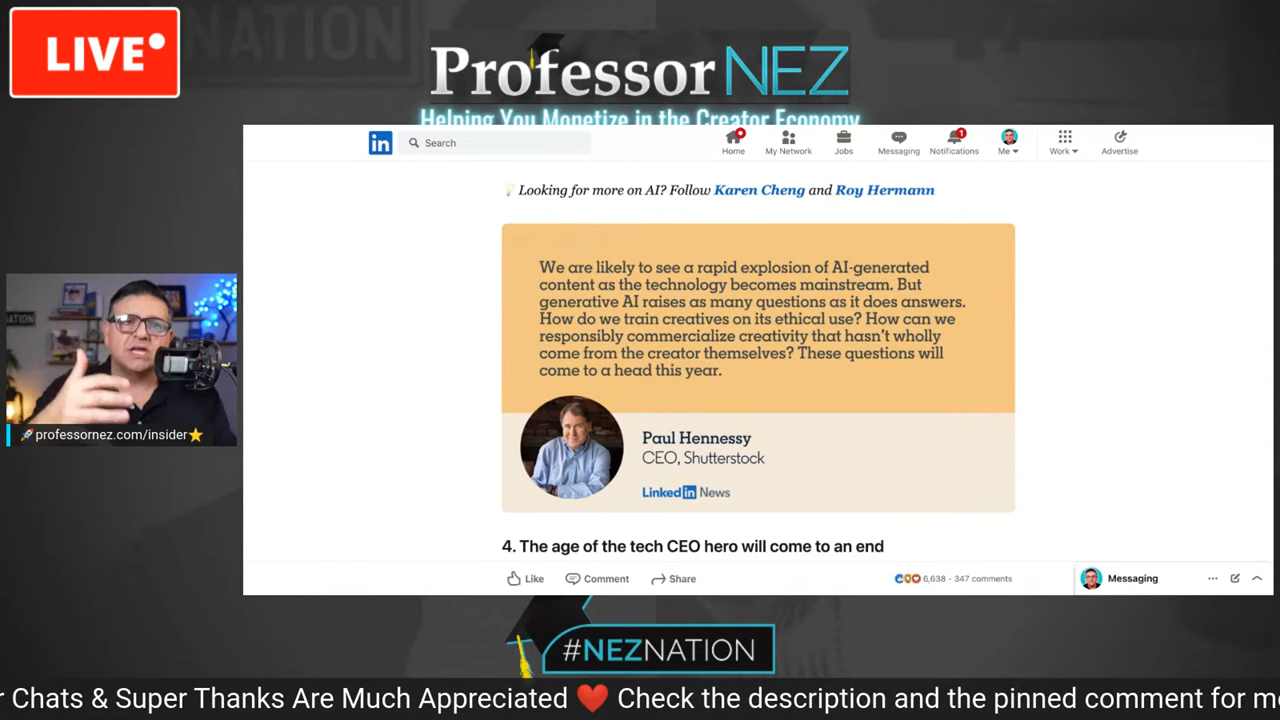 LIVE
NATION
Professor NEZ
Helping You Monetize in the Creator Economy
in
Search
Home
My Network
Jobs
Messaging
1
Notifications
Me
Work
Advertise
Looking for more on AI? Follow Karen Cheng and Roy Hermann
We are likely to see a rapid explosion of AI-generated
content as the technology becomes mainstream. But
generative AI raises as many questions as it does answers.
How do we train creatives on its ethical use? How can we
responsibly commercialize creativity that hasn't wholly
come from the creator themselves? These questions will
come to a head this year.
Paul Hennessy
CEO, Shutterstock
Linked in News
4. The age of the tech CEO hero will come to an end
Like
Comment
Share
6,638 · 347 comments
Messaging
NATION
🚀professornez.com/insider⭐
#NEZNATION
r Chats & Super Thanks Are Much Appreciated ❤️ Check the description and the pinned comment for m